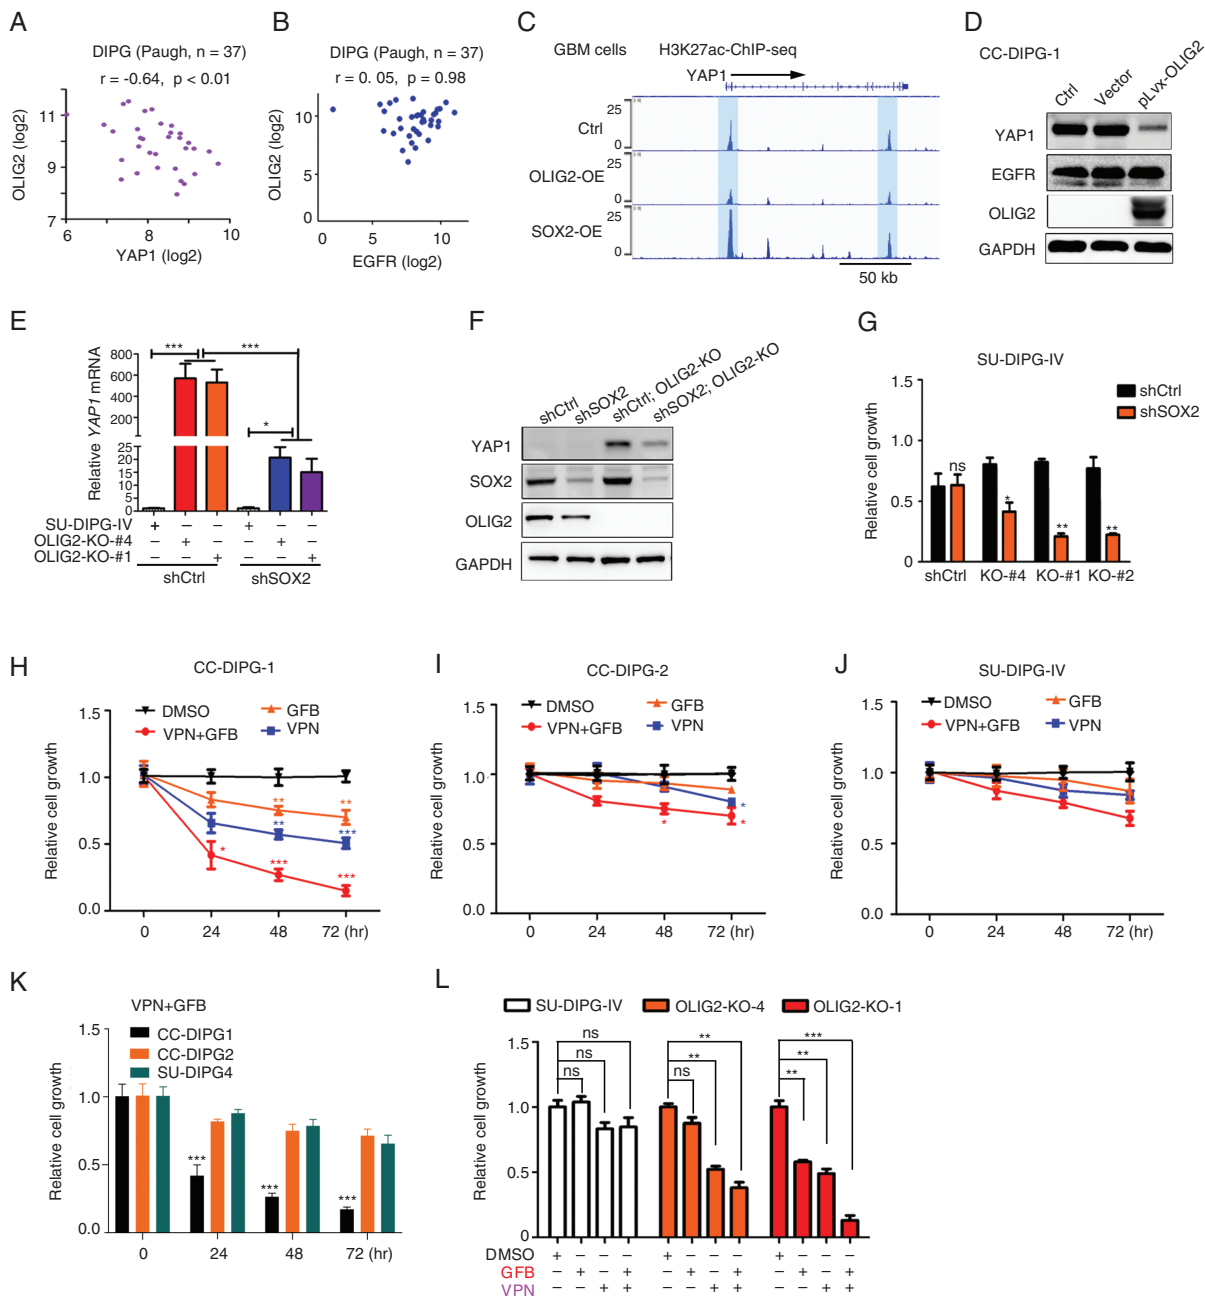 A
DIPG (Paugh, n = 37)
r = -0.64, p < 0.01
OLIG2 (log2)
11
9
7
6
8
10
YAP1 (log2)
B
DIPG (Paugh, n = 37)
r = 0. 05, p = 0.98
OLIG2 (log2)
10
5
0
0
5
10
EGFR (log2)
C
GBM cells H3K27ac-ChIP-seq
YAP1
25
Ctrl
0
25
OLIG2-OE
0
25
SOX2-OE
0
50 kb
D
CC-DIPG-1
Ctrl
Vector
pLvx-OLIG2
YAP1
EGFR
OLIG2
GAPDH
E
Relative YAP1 mRNA
800
600
400
200
25
20
15
10
5
0
***
***
*
SU-DIPG-IV + – – + – –
OLIG2-KO-#4 – + – – + –
OLIG2-KO-#1 – – + – – +
shCtrl shSOX2
F
shCtrl
shSOX2
shCtrl; OLIG2-KO
shSOX2; OLIG2-KO
YAP1
SOX2
OLIG2
GAPDH
G
SU-DIPG-IV
Relative cell growth
1.5
1.0
0.5
0
shCtrl
shSOX2
ns
*
**
**
shCtrl KO-#4 KO-#1 KO-#2
H
CC-DIPG-1
Relative cell growth
1.5
1.0
0.5
0.0
DMSO GFB
VPN+GFB VPN
** **
** ***
* *** ***
0 24 48 72 (hr)
I
CC-DIPG-2
Relative cell growth
1.5
1.0
0.5
0.0
DMSO GFB
VPN+GFB VPN
*
* *
0 24 48 72 (hr)
J
SU-DIPG-IV
Relative cell growth
1.5
1.0
0.5
0.0
DMSO GFB
VPN+GFB VPN
0 24 48 72 (hr)
K
VPN+GFB
Relative cell growth
1.5
1.0
0.5
0.0
CC-DIPG1
CC-DIPG2
SU-DIPG4
*** *** ***
0 24 48 72 (hr)
L
SU-DIPG-IV OLIG2-KO-4 OLIG2-KO-1
Relative cell growth
1.5
1.0
0.5
0
ns
ns
ns
**
**
ns
***
**
**
DMSO + – – – + – – – + – – –
GFB – + – + – + – + – + – +
VPN – – + + – – + + – – + +